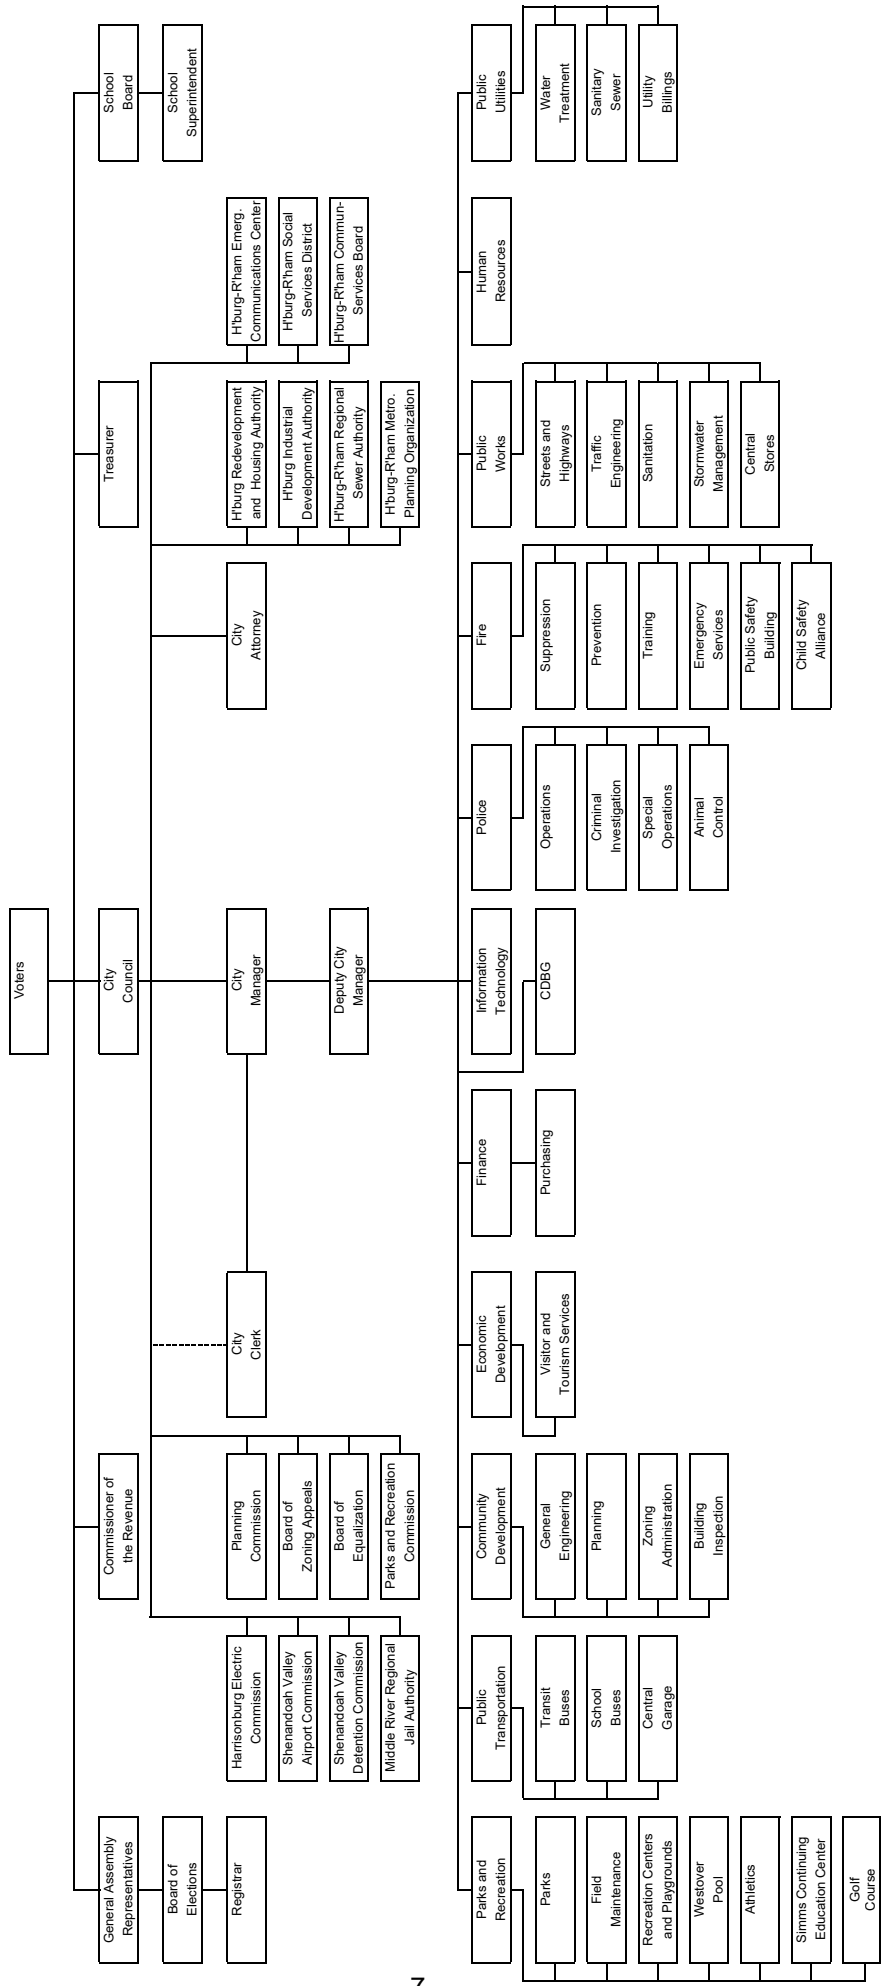 Voters
General Assembly
Representatives
Commissioner of
the Revenue
City
Council
Treasurer
School
Board
Board of
Elections
School
Superintendent
Registrar
Harrisonburg Electric
Commission
Planning
Commission
City
Clerk
City
Manager
City
Attorney
H'burg Redevelopment
and Housing Authority
H'burg-R'ham Emerg.
Communications Center
Shenandoah Valley
Airport Commission
Board of
Zoning Appeals
H'burg Industrial
Development Authority
H'burg-R'ham Social
Services District
Shenandoah Valley
Detention Commission
Board of
Equalization
Deputy City
Manager
H'burg-R'ham Regional
Sewer Authority
H'burg-R'ham Commun-
Services Board
Middle River Regional
Jail Authority
Parks and Recreation
Commission
H'burg-R'ham Metro.
Planning Organization
Parks and
Recreation
Public
Transportation
Community
Development
Economic
Development
Finance
Information
Technology
Police
Fire
Public
Works
Human
Resources
Public
Utilities
Parks
Field
Maintenance
Recreation Centers
and Playgrounds
Westover
Pool
Athletics
Simms Continuing
Education Center
Golf
Course
Transit
Buses
School
Buses
Central
Garage
General
Engineering
Planning
Zoning
Administration
Building
Inspection
Visitor and
Tourism Services
Purchasing
CDBG
Operations
Criminal
Investigation
Special
Operations
Animal
Control
Suppression
Prevention
Training
Emergency
Services
Public Safety
Building
Child Safety
Alliance
Streets and
Highways
Traffic
Engineering
Sanitation
Stormwater
Management
Central
Stores
Water
Treatment
Sanitary
Sewer
Utility
Billings
7